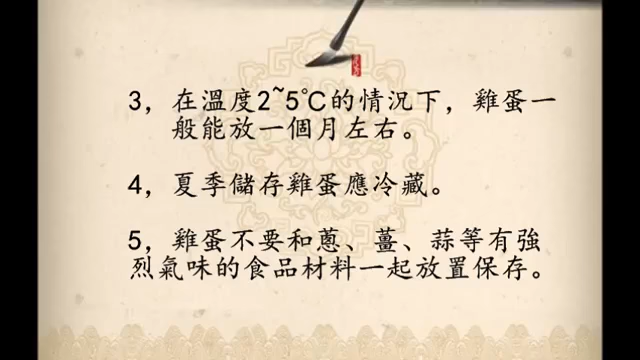 3，在溫度2~5℃的情況下，雞蛋一
般能放一個月左右。
4，夏季儲存雞蛋應冷藏。
5，雞蛋不要和蔥、薑、蒜等有強
烈氣味的食品材料一起放置保存。